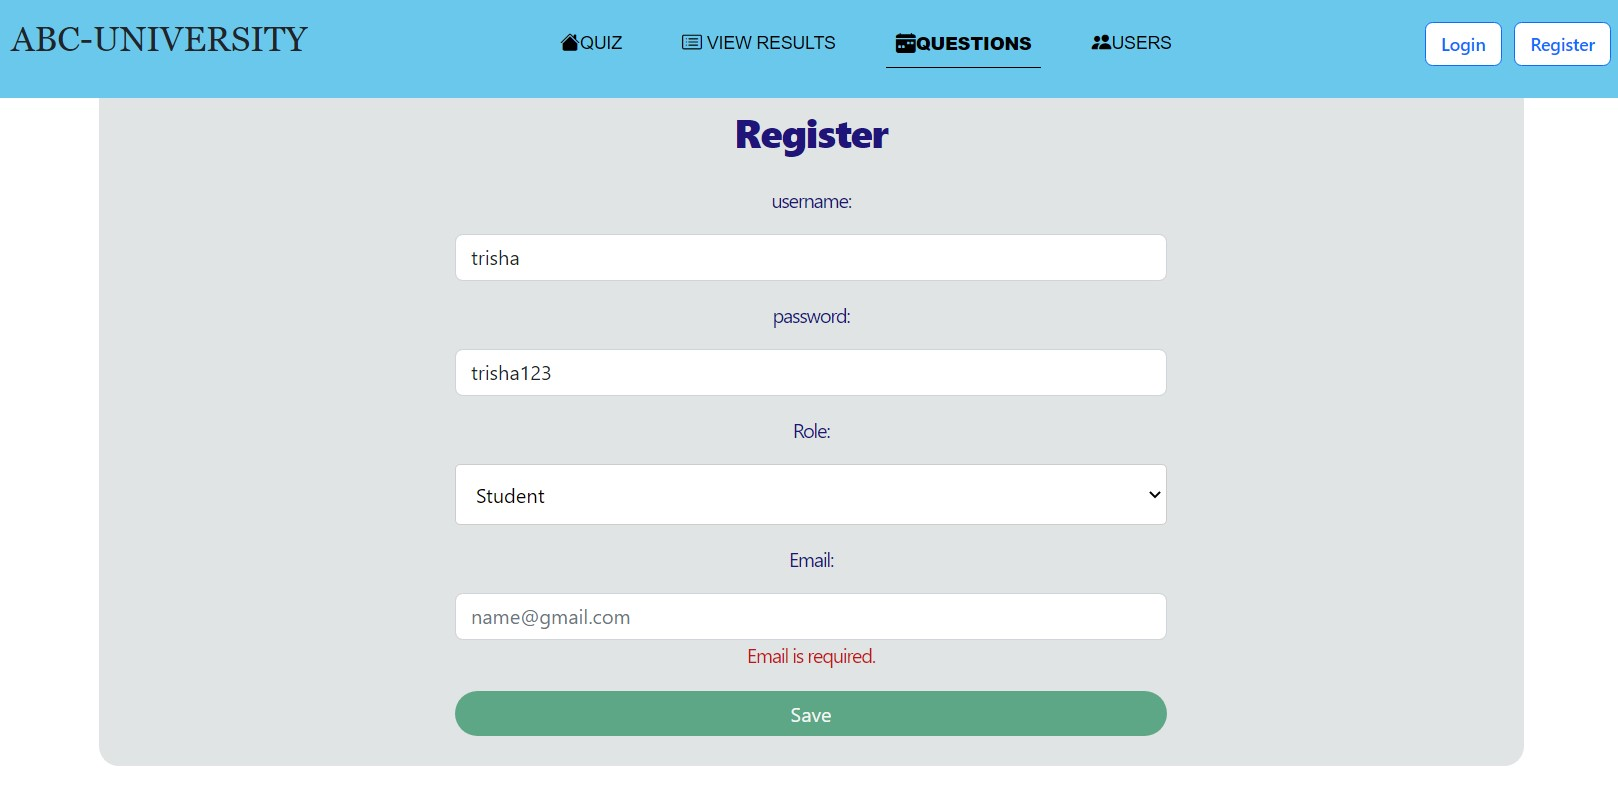 ABC-UNIVERSITY QUIZ VIEW RESULTS QUESTIONS USERS Login Register
Register
username:
trisha
password:
trisha123
Role:
Student
Email:
name@gmail.com
Email is required.
Save